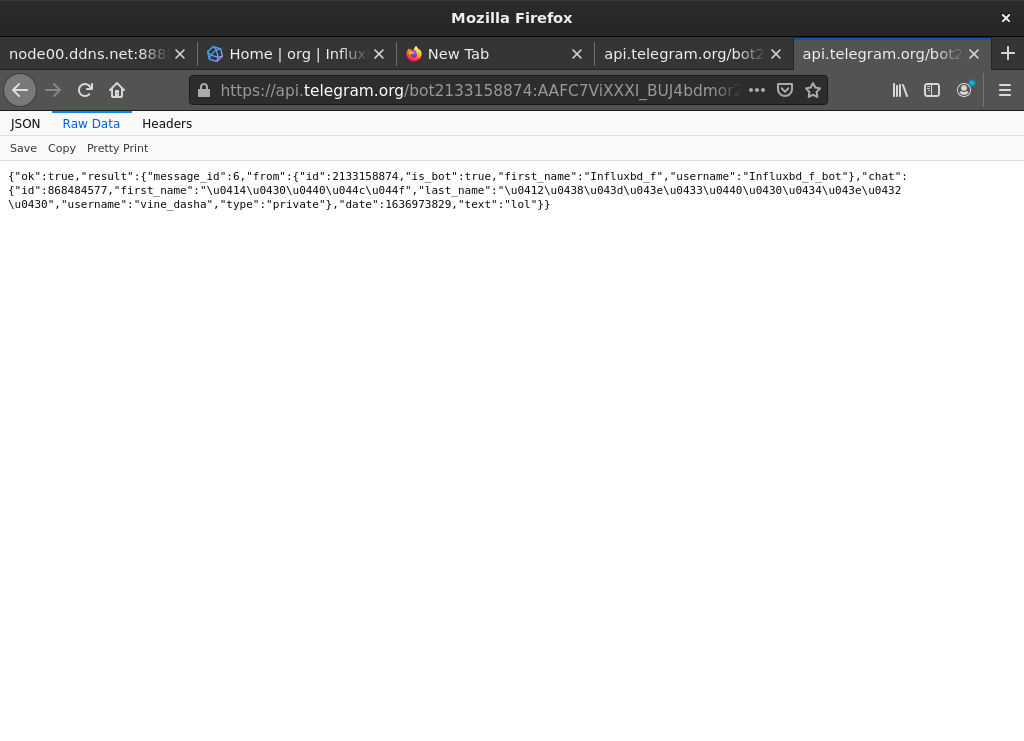 Mozilla Firefox
node00.ddns.net:888
Home | org | Influx
New Tab
api.telegram.org/bot2
api.telegram.org/bot2
https://api.telegram.org/bot2133158874:AAFC7ViXXXI_BUJ4bdmor2
JSON Raw Data Headers
Save Copy Pretty Print
{"ok":true,"result":{"message_id":6,"from":{"id":2133158874,"is_bot":true,"first_name":"Influxbd_f","username":"Influxbd_f_bot"},"chat":
{"id":868484577,"first_name":"\u0414\u0430\u0440\u044c\u044f","last_name":"\u0412\u0438\u043d\u043e\u0433\u0440\u0430\u0434\u043e\u0432
\u0430","username":"vine_dasha","type":"private"},"date":1636973829,"text":"lol"}}